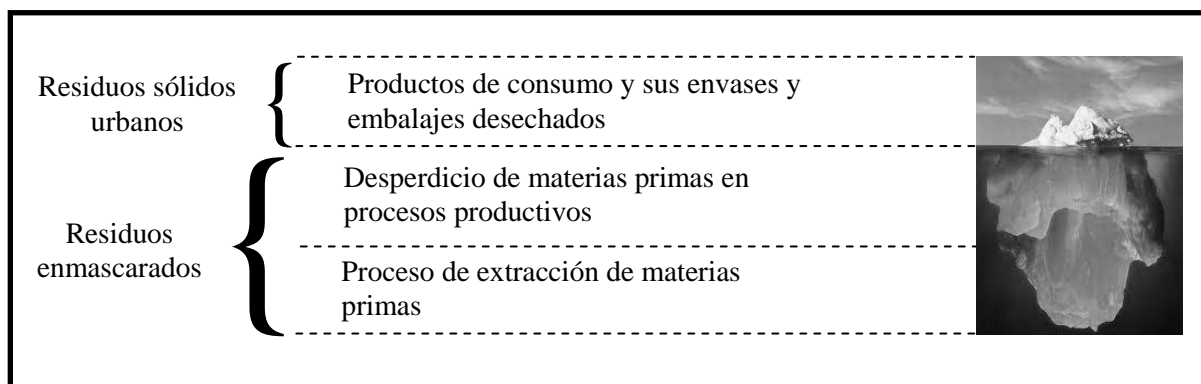 Residuos sólidos
urbanos
Productos de consumo y sus envases y
embalajes desechados
Residuos
enmascarados
Desperdicio de materias primas en
procesos productivos
Proceso de extracción de materias
primas